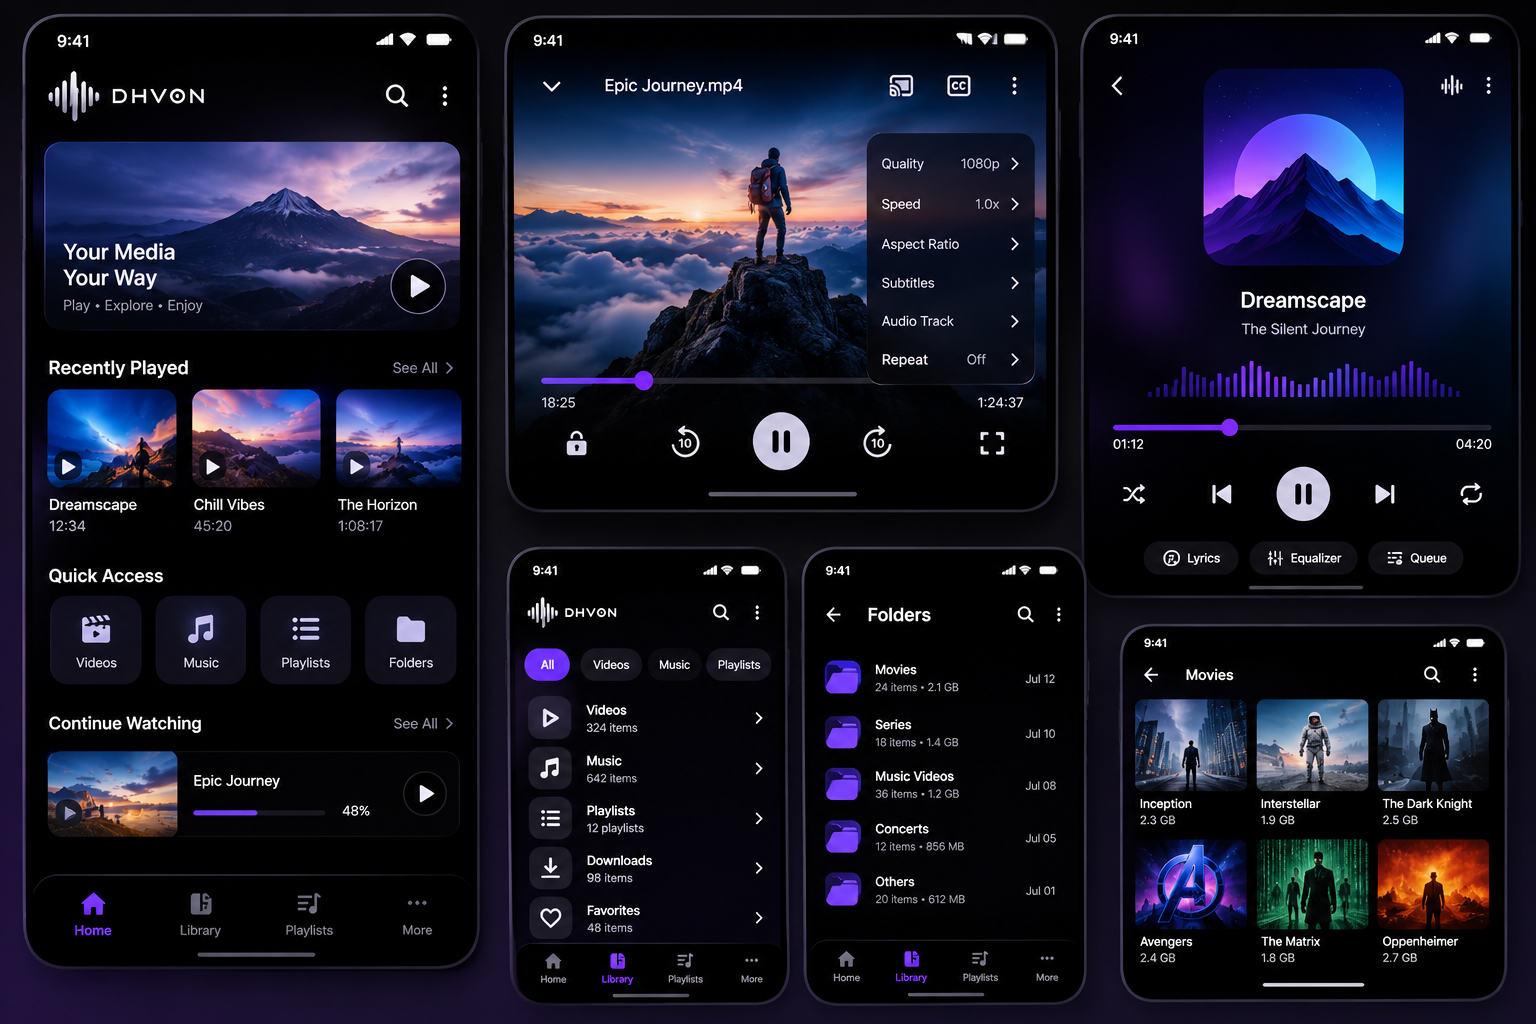 9:41
DHVON
Your Media
Your Way
Play • Explore • Enjoy
Recently Played
See All
Dreamscape
12:34
Chill Vibes
45:20
The Horizon
1:08:17
Quick Access
Videos
Music
Playlists
Folders
Continue Watching
See All
Epic Journey
48%
Home
Library
Playlists
More
9:41
Epic Journey.mp4
CC
Quality 1080p
Speed 1.0x
Aspect Ratio
Subtitles
Audio Track
Repeat Off
18:25
1:24:37
10
10
9:41
Dreamscape
The Silent Journey
01:12
04:20
Lyrics
Equalizer
Queue
9:41
DHVON
All
Videos
Music
Playlists
Videos
324 items
Music
642 items
Playlists
12 playlists
Downloads
98 items
Favorites
48 items
Home
Library
Playlists
More
9:41
Folders
Movies
24 items • 2.1 GB
Jul 12
Series
18 items • 1.4 GB
Jul 10
Music Videos
36 items • 1.2 GB
Jul 08
Concerts
12 items • 856 MB
Jul 05
Others
20 items • 612 MB
Jul 01
Home
Library
Playlists
More
9:41
Movies
Inception
2.3 GB
Interstellar
1.9 GB
The Dark Knight
2.5 GB
Avengers
2.4 GB
The Matrix
1.8 GB
Oppenheimer
2.7 GB